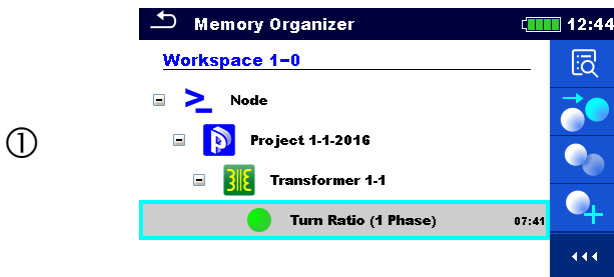 Memory Organizer 12:44
Workspace 1-0
Node
Project 1-1-2016
①
Transformer 1-1
Turn Ratio (1 Phase) 07:41